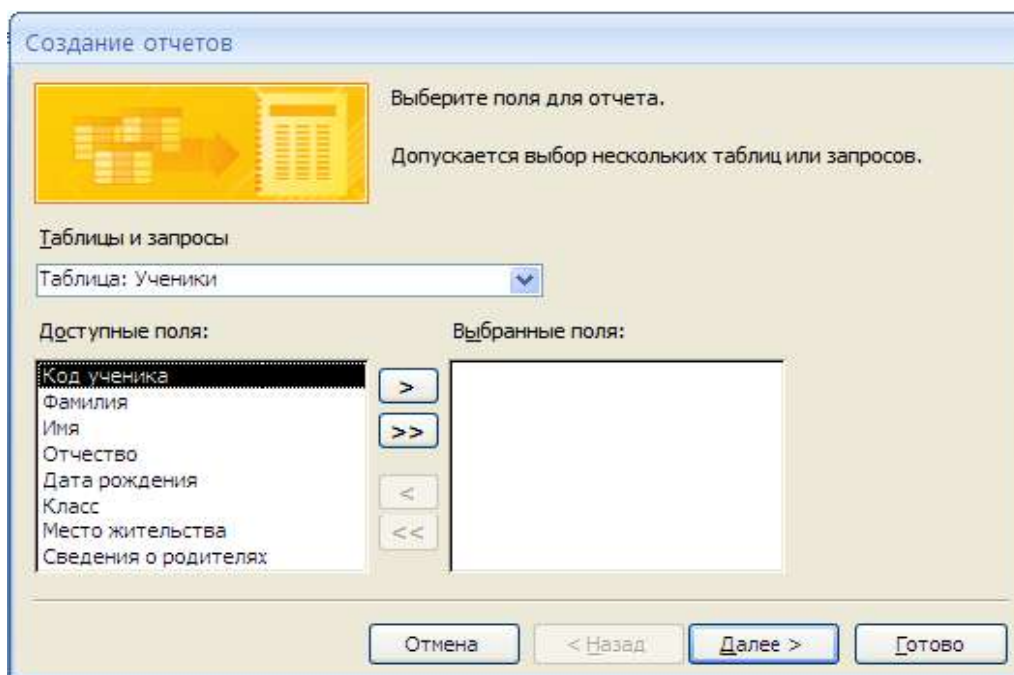 Создание отчетов
Выберите поля для отчета.
Допускается выбор нескольких таблиц или запросов.
Таблицы и запросы
Таблица: Ученики
Доступные поля:
Выбранные поля:
Код ученика
Фамилия
Имя
Отчество
Дата рождения
Класс
Место жительства
Сведения о родителях
>
>>
<
<<
Отмена
< Назад
Далее >
Готово